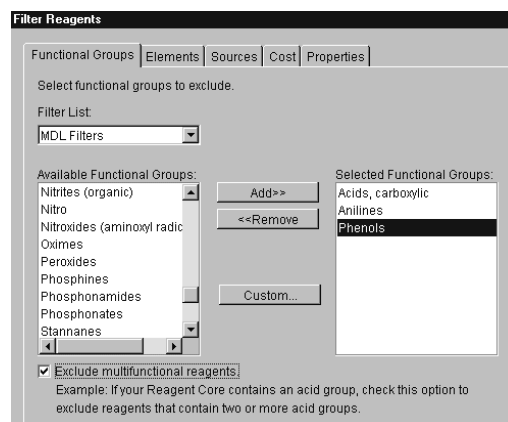 Filter Reagents
Functional Groups Elements Sources Cost Properties
Select functional groups to exclude.
Filter List:
MDL Filters
Available Functional Groups:
Nitrites (organic)
Nitro
Nitroxides (aminoxyl radic
Oximes
Peroxides
Phosphines
Phosphonamides
Phosphonates
Stannanes
Add>>
<<Remove
Custom...
Selected Functional Groups:
Acids, carboxylic
Anilines
Phenols
Exclude multifunctional reagents.
Example: If your Reagent Core contains an acid group, check this option to
exclude reagents that contain two or more acid groups.